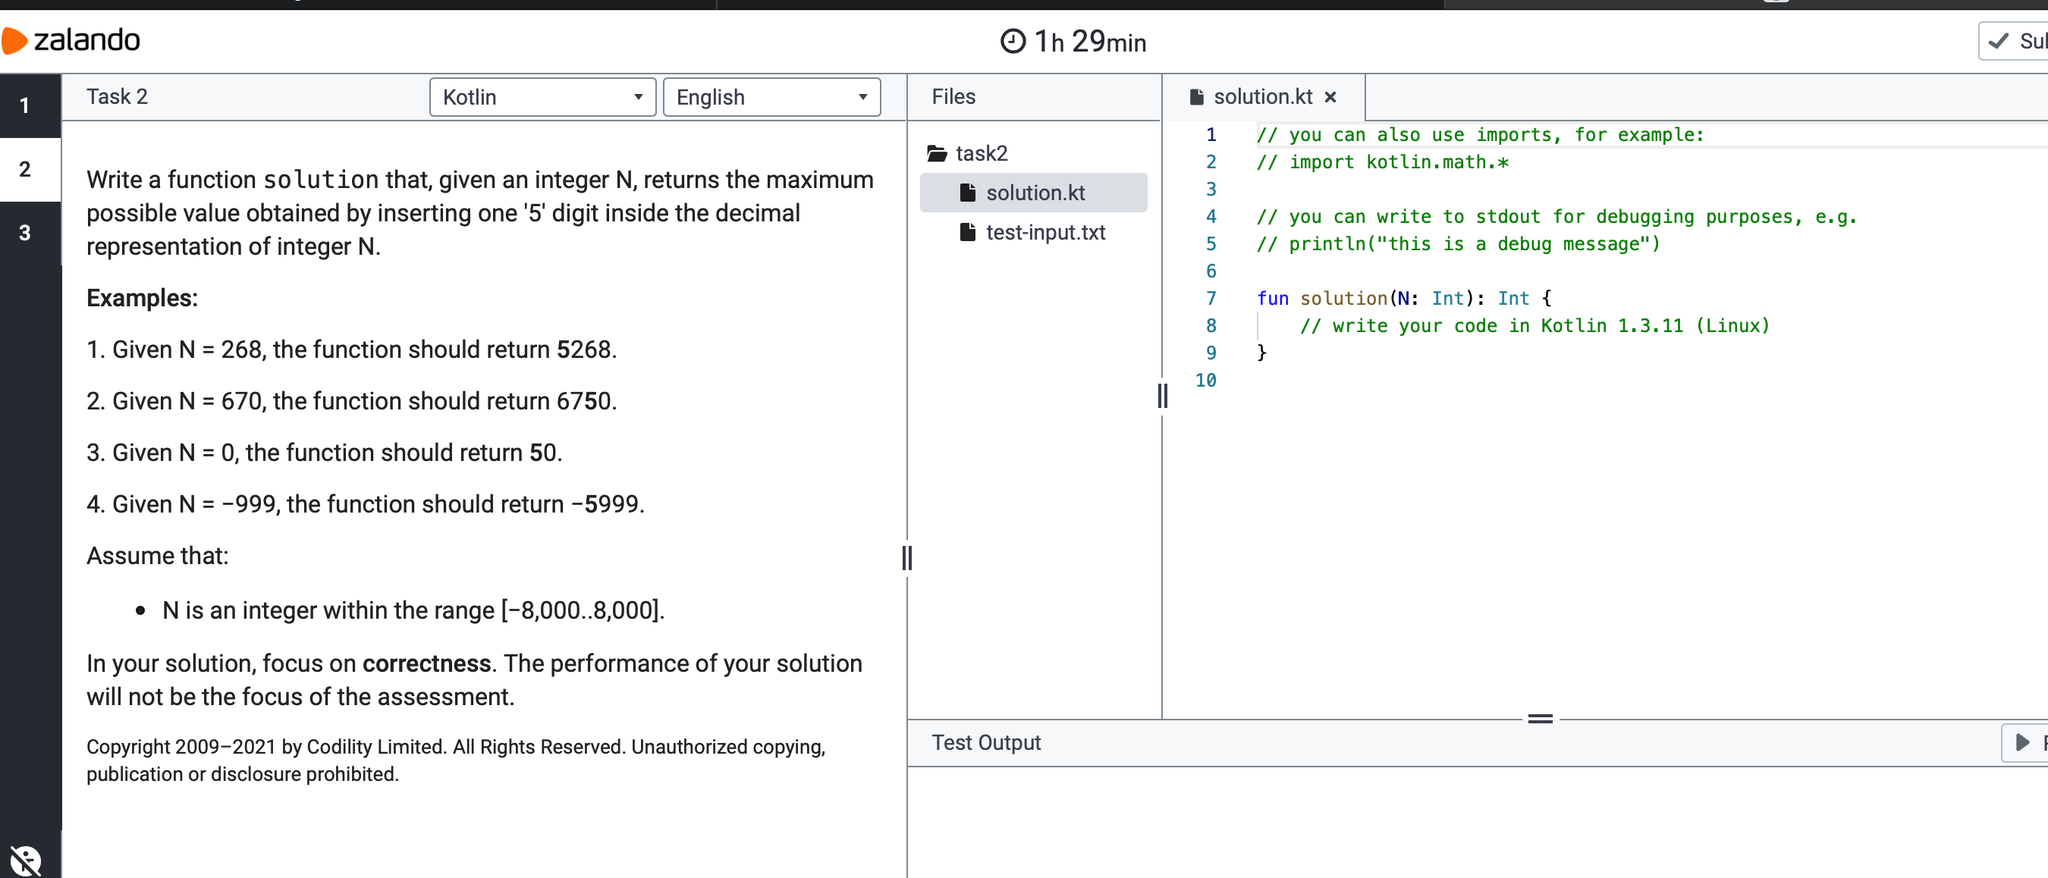 zalando
1h 29min
1
2
3
Task 2
Kotlin
English
Write a function solution that, given an integer N, returns the maximum
possible value obtained by inserting one '5' digit inside the decimal
representation of integer N.
Examples:
1. Given N = 268, the function should return 5268.
2. Given N = 670, the function should return 6750.
3. Given N = 0, the function should return 50.
4. Given N = −999, the function should return −5999.
Assume that:
• N is an integer within the range [−8,000..8,000].
In your solution, focus on correctness. The performance of your solution
will not be the focus of the assessment.
Copyright 2009–2021 by Codility Limited. All Rights Reserved. Unauthorized copying,
publication or disclosure prohibited.
Files
task2
solution.kt
test-input.txt
solution.kt ×
1 // you can also use imports, for example:
2 // import kotlin.math.*
3
4 // you can write to stdout for debugging purposes, e.g.
5 // println("this is a debug message")
6
7 fun solution(N: Int): Int {
8 // write your code in Kotlin 1.3.11 (Linux)
9 }
10
Test Output